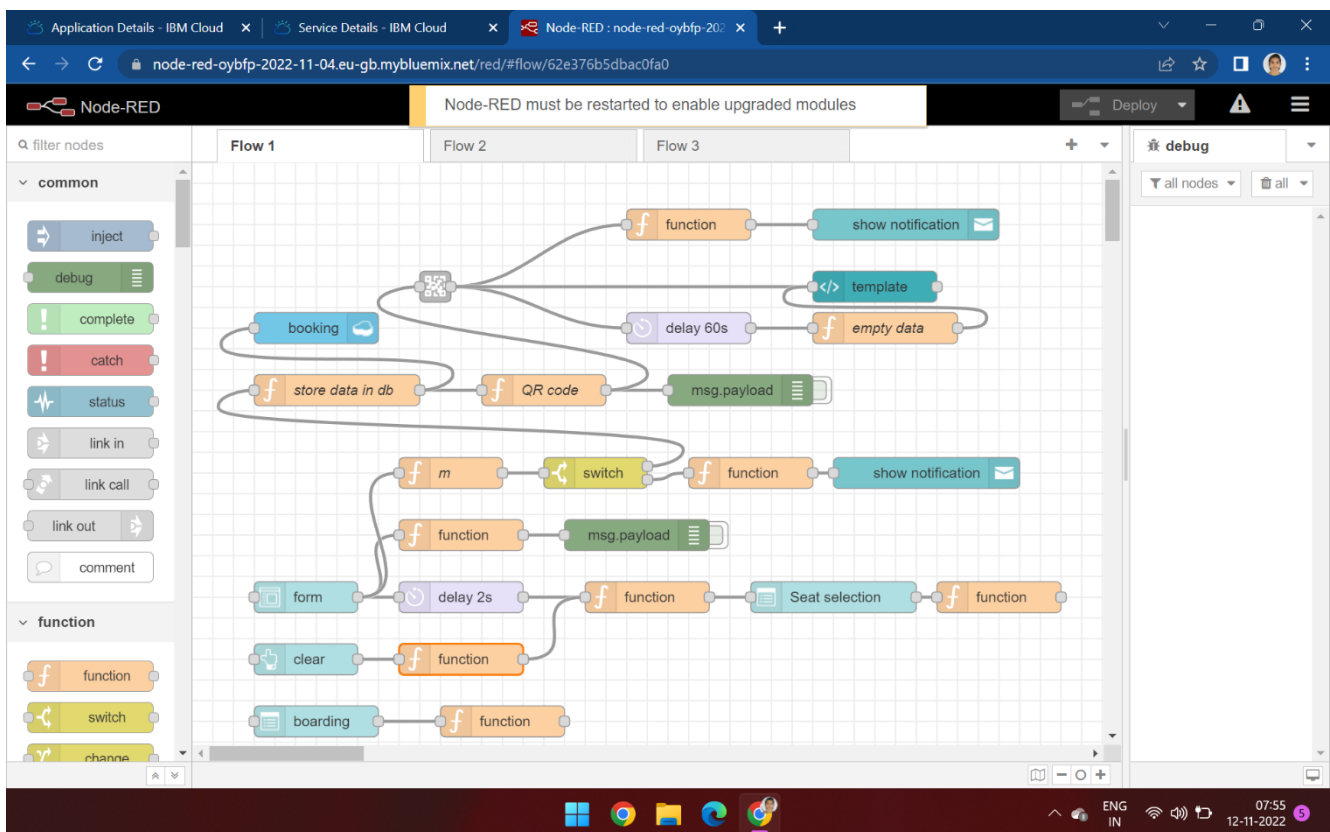 Application Details - IBM Cloud
Service Details - IBM Cloud
Node-RED : node-red-oybfp-202
node-red-oybfp-2022-11-04.eu-gb.mybluemix.net/red/#flow/62e376b5dbac0fa0
Node-RED
Node-RED must be restarted to enable upgraded modules
Deploy
filter nodes
Flow 1
Flow 2
Flow 3
debug
common
all nodes
all
inject
debug
complete
catch
status
link in
link call
link out
comment
function
function
switch
change
function
show notification
template
booking
delay 60s
empty data
store data in db
QR code
msg.payload
m
switch
function
show notification
function
msg.payload
form
delay 2s
function
Seat selection
function
clear
function
boarding
function
ENG
IN
07:55
12-11-2022
5